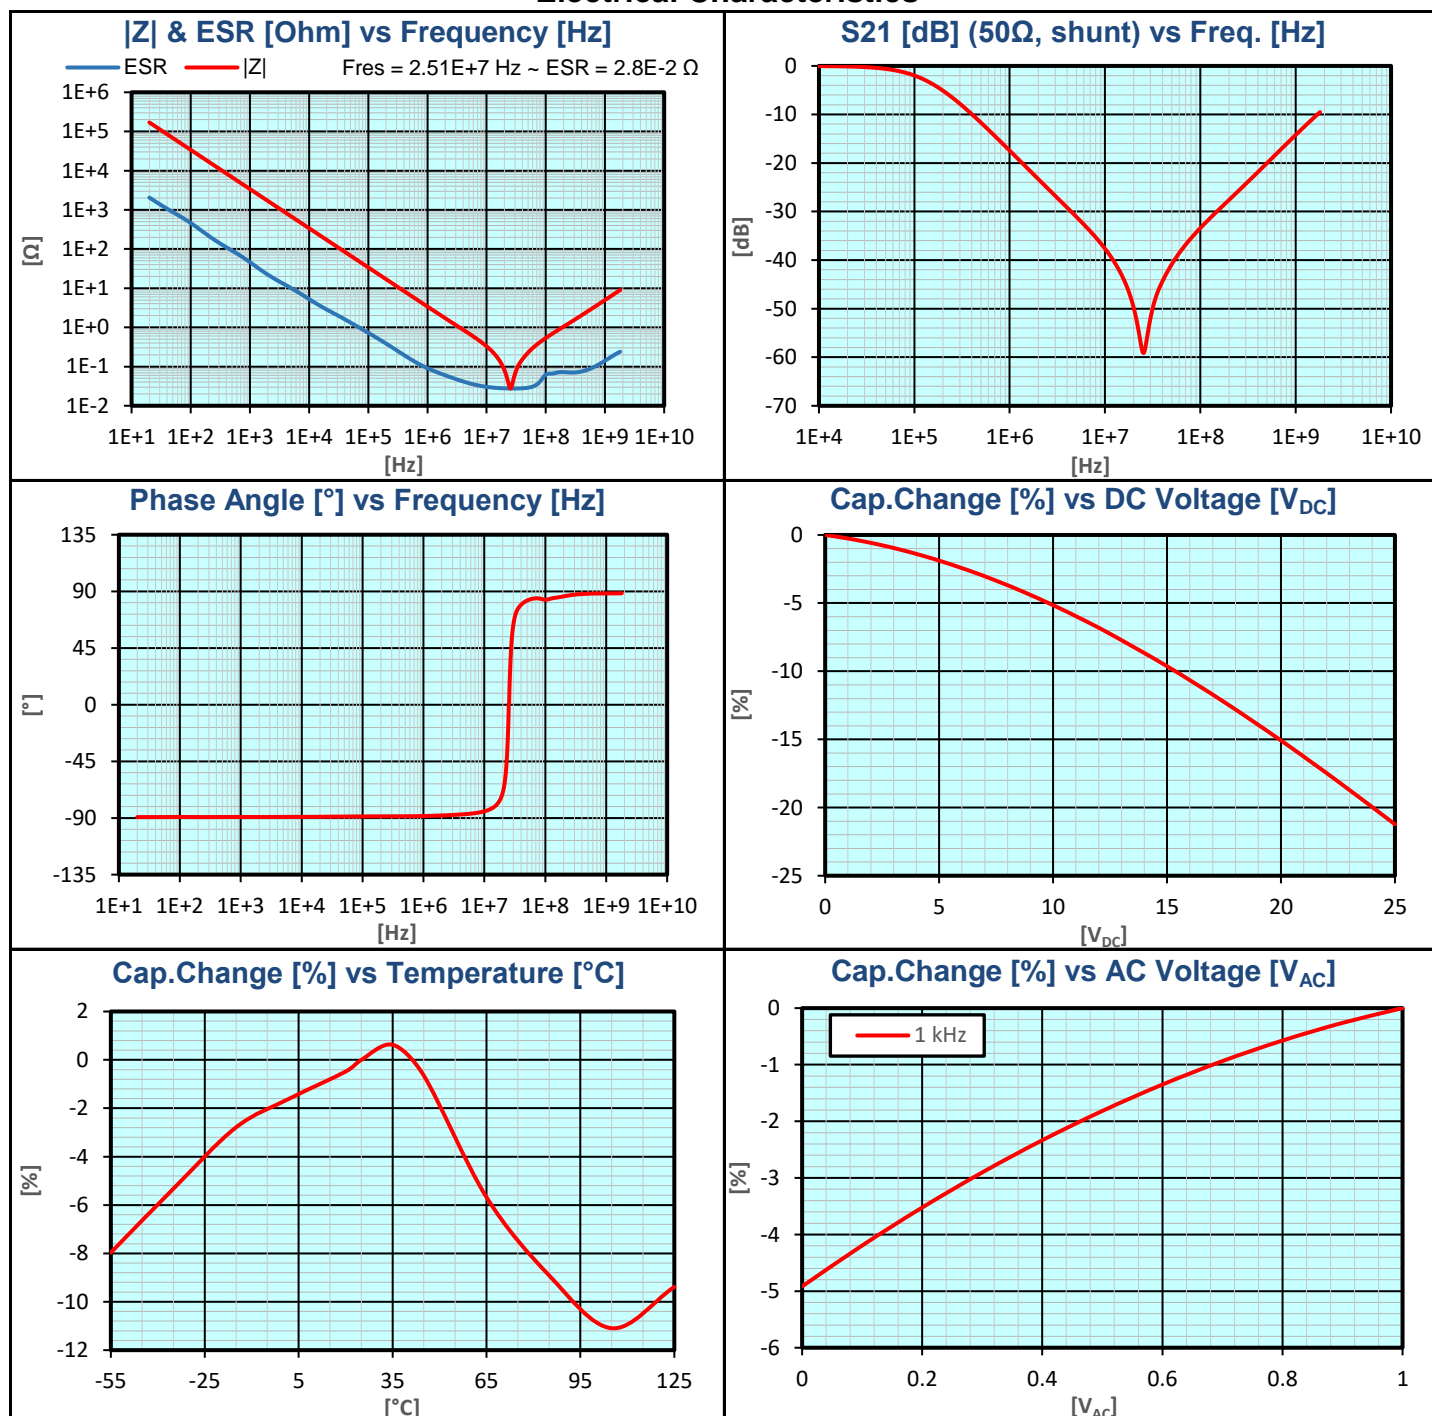 |Z| & ESR [Ohm] vs Frequency [Hz]
ESR |Z| Fres = 2.51E+7 Hz ~ ESR = 2.8E-2 Ω
1E+6
1E+5
1E+4
1E+3
1E+2
1E+1
1E+0
1E-1
1E-2
[Ω]
1E+1 1E+2 1E+3 1E+4 1E+5 1E+6 1E+7 1E+8 1E+9 1E+10
[Hz]
S21 [dB] (50Ω, shunt) vs Freq. [Hz]
0
-10
-20
-30
-40
-50
-60
-70
[dB]
1E+4 1E+5 1E+6 1E+7 1E+8 1E+9 1E+10
[Hz]
Phase Angle [°] vs Frequency [Hz]
135
90
45
0
-45
-90
-135
[°]
1E+1 1E+2 1E+3 1E+4 1E+5 1E+6 1E+7 1E+8 1E+9 1E+10
[Hz]
Cap.Change [%] vs DC Voltage [VDC]
0
-5
-10
-15
-20
-25
[%]
0 5 10 15 20 25
[VDC]
Cap.Change [%] vs Temperature [°C]
2
0
-2
-4
-6
-8
-10
-12
[%]
-55 -25 5 35 65 95 125
[°C]
Cap.Change [%] vs AC Voltage [VAC]
1 kHz
0
-1
-2
-3
-4
-5
-6
[%]
0 0.2 0.4 0.6 0.8 1
[VAC]